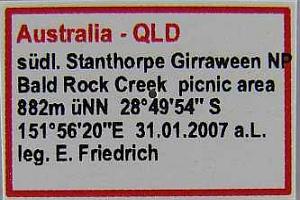 Australia - QLD
südl. Stanthorpe Girraween NP
Bald Rock Creek picnic area
882m üNN 28°49'54" S
151°56'20"E 31.01.2007 a.L.
leg. E. Friedrich